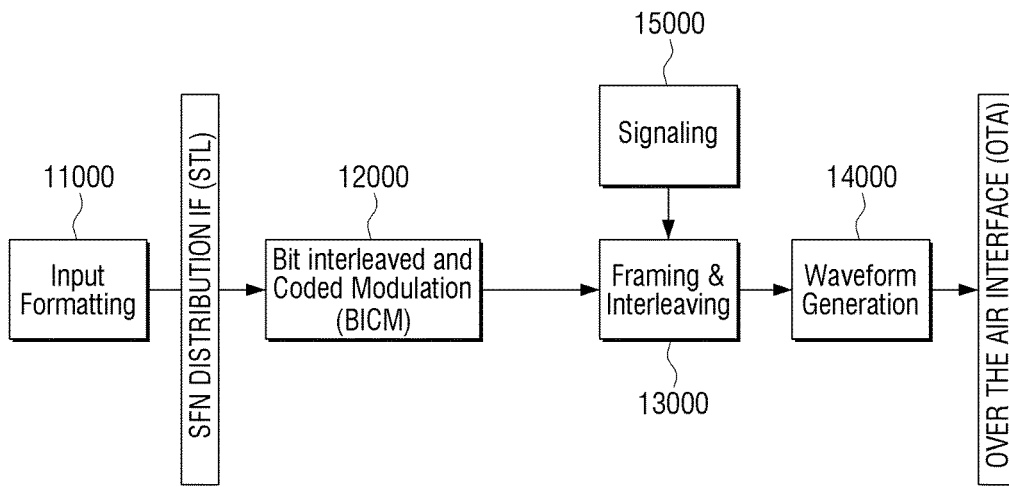 15000
Signaling
11000
Input
Formatting
SFN DISTRIBUTION IF (STL)
12000
Bit interleaved and
Coded Modulation
(BICM)
Framing &
Interleaving
13000
14000
Waveform
Generation
OVER THE AIR INTERFACE (OTA)